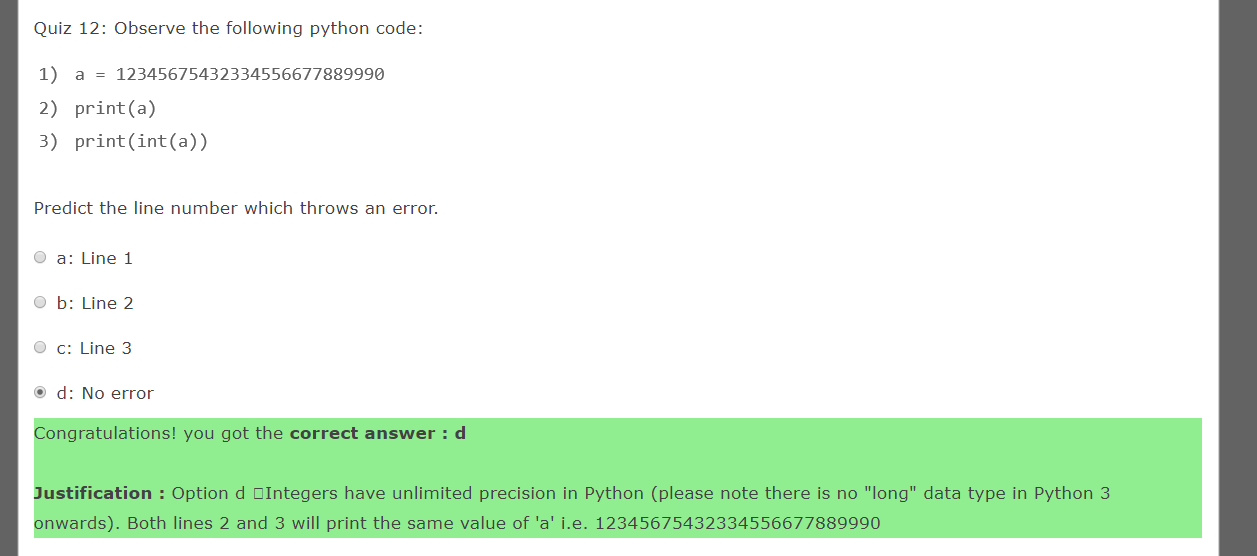 Quiz 12: Observe the following python code:
1) a = 12345675432334556677889990
2) print(a)
3) print(int(a))
Predict the line number which throws an error.
a: Line 1
b: Line 2
c: Line 3
d: No error
Congratulations! you got the correct answer : d
Justification : Option d □Integers have unlimited precision in Python (please note there is no "long" data type in Python 3
onwards). Both lines 2 and 3 will print the same value of 'a' i.e. 12345675432334556677889990